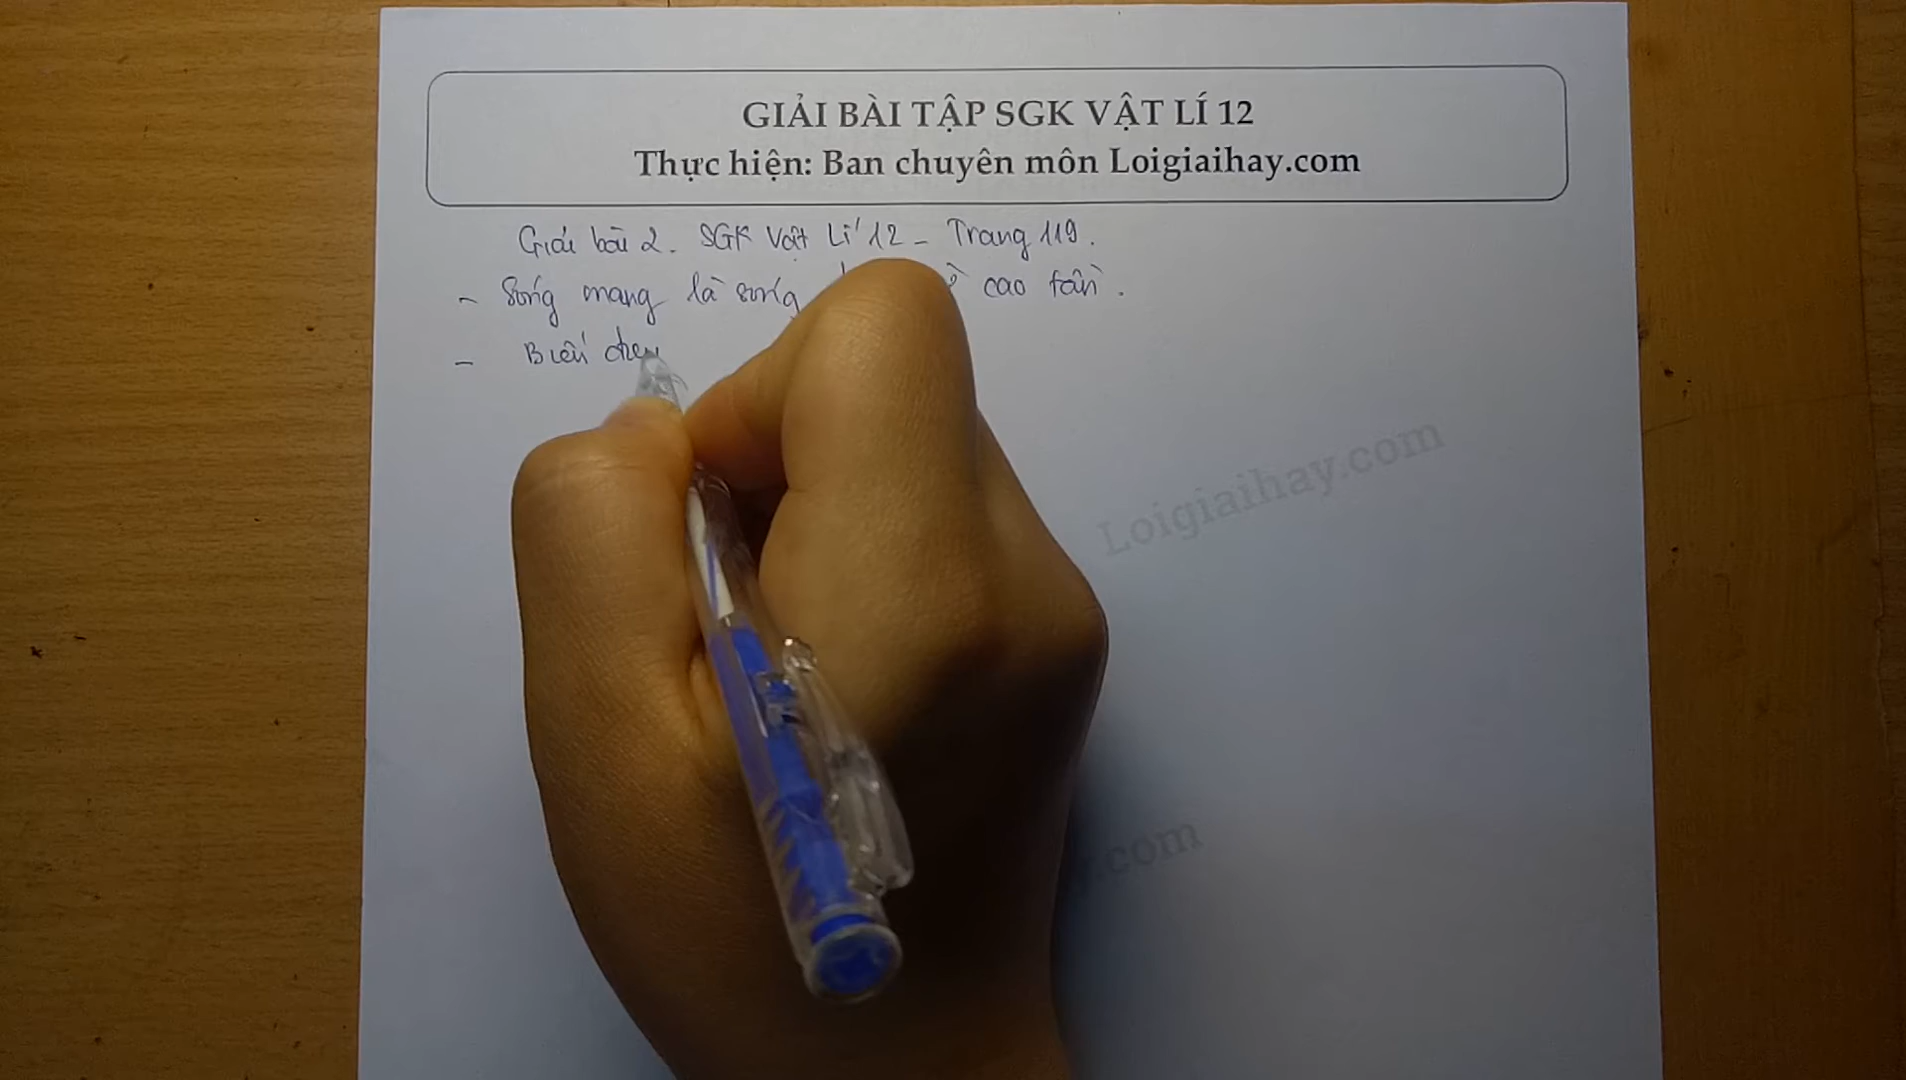 GIẢI BÀI TẬP SGK VẬT LÍ 12
Thực hiện: Ban chuyên môn Loigiaihay.com
Giải bài 2. SGK Vật Lí 12 - Trang 119.
- Sóng mang là sóng cao tần.
- Biến
Loigiaihay.com
.com